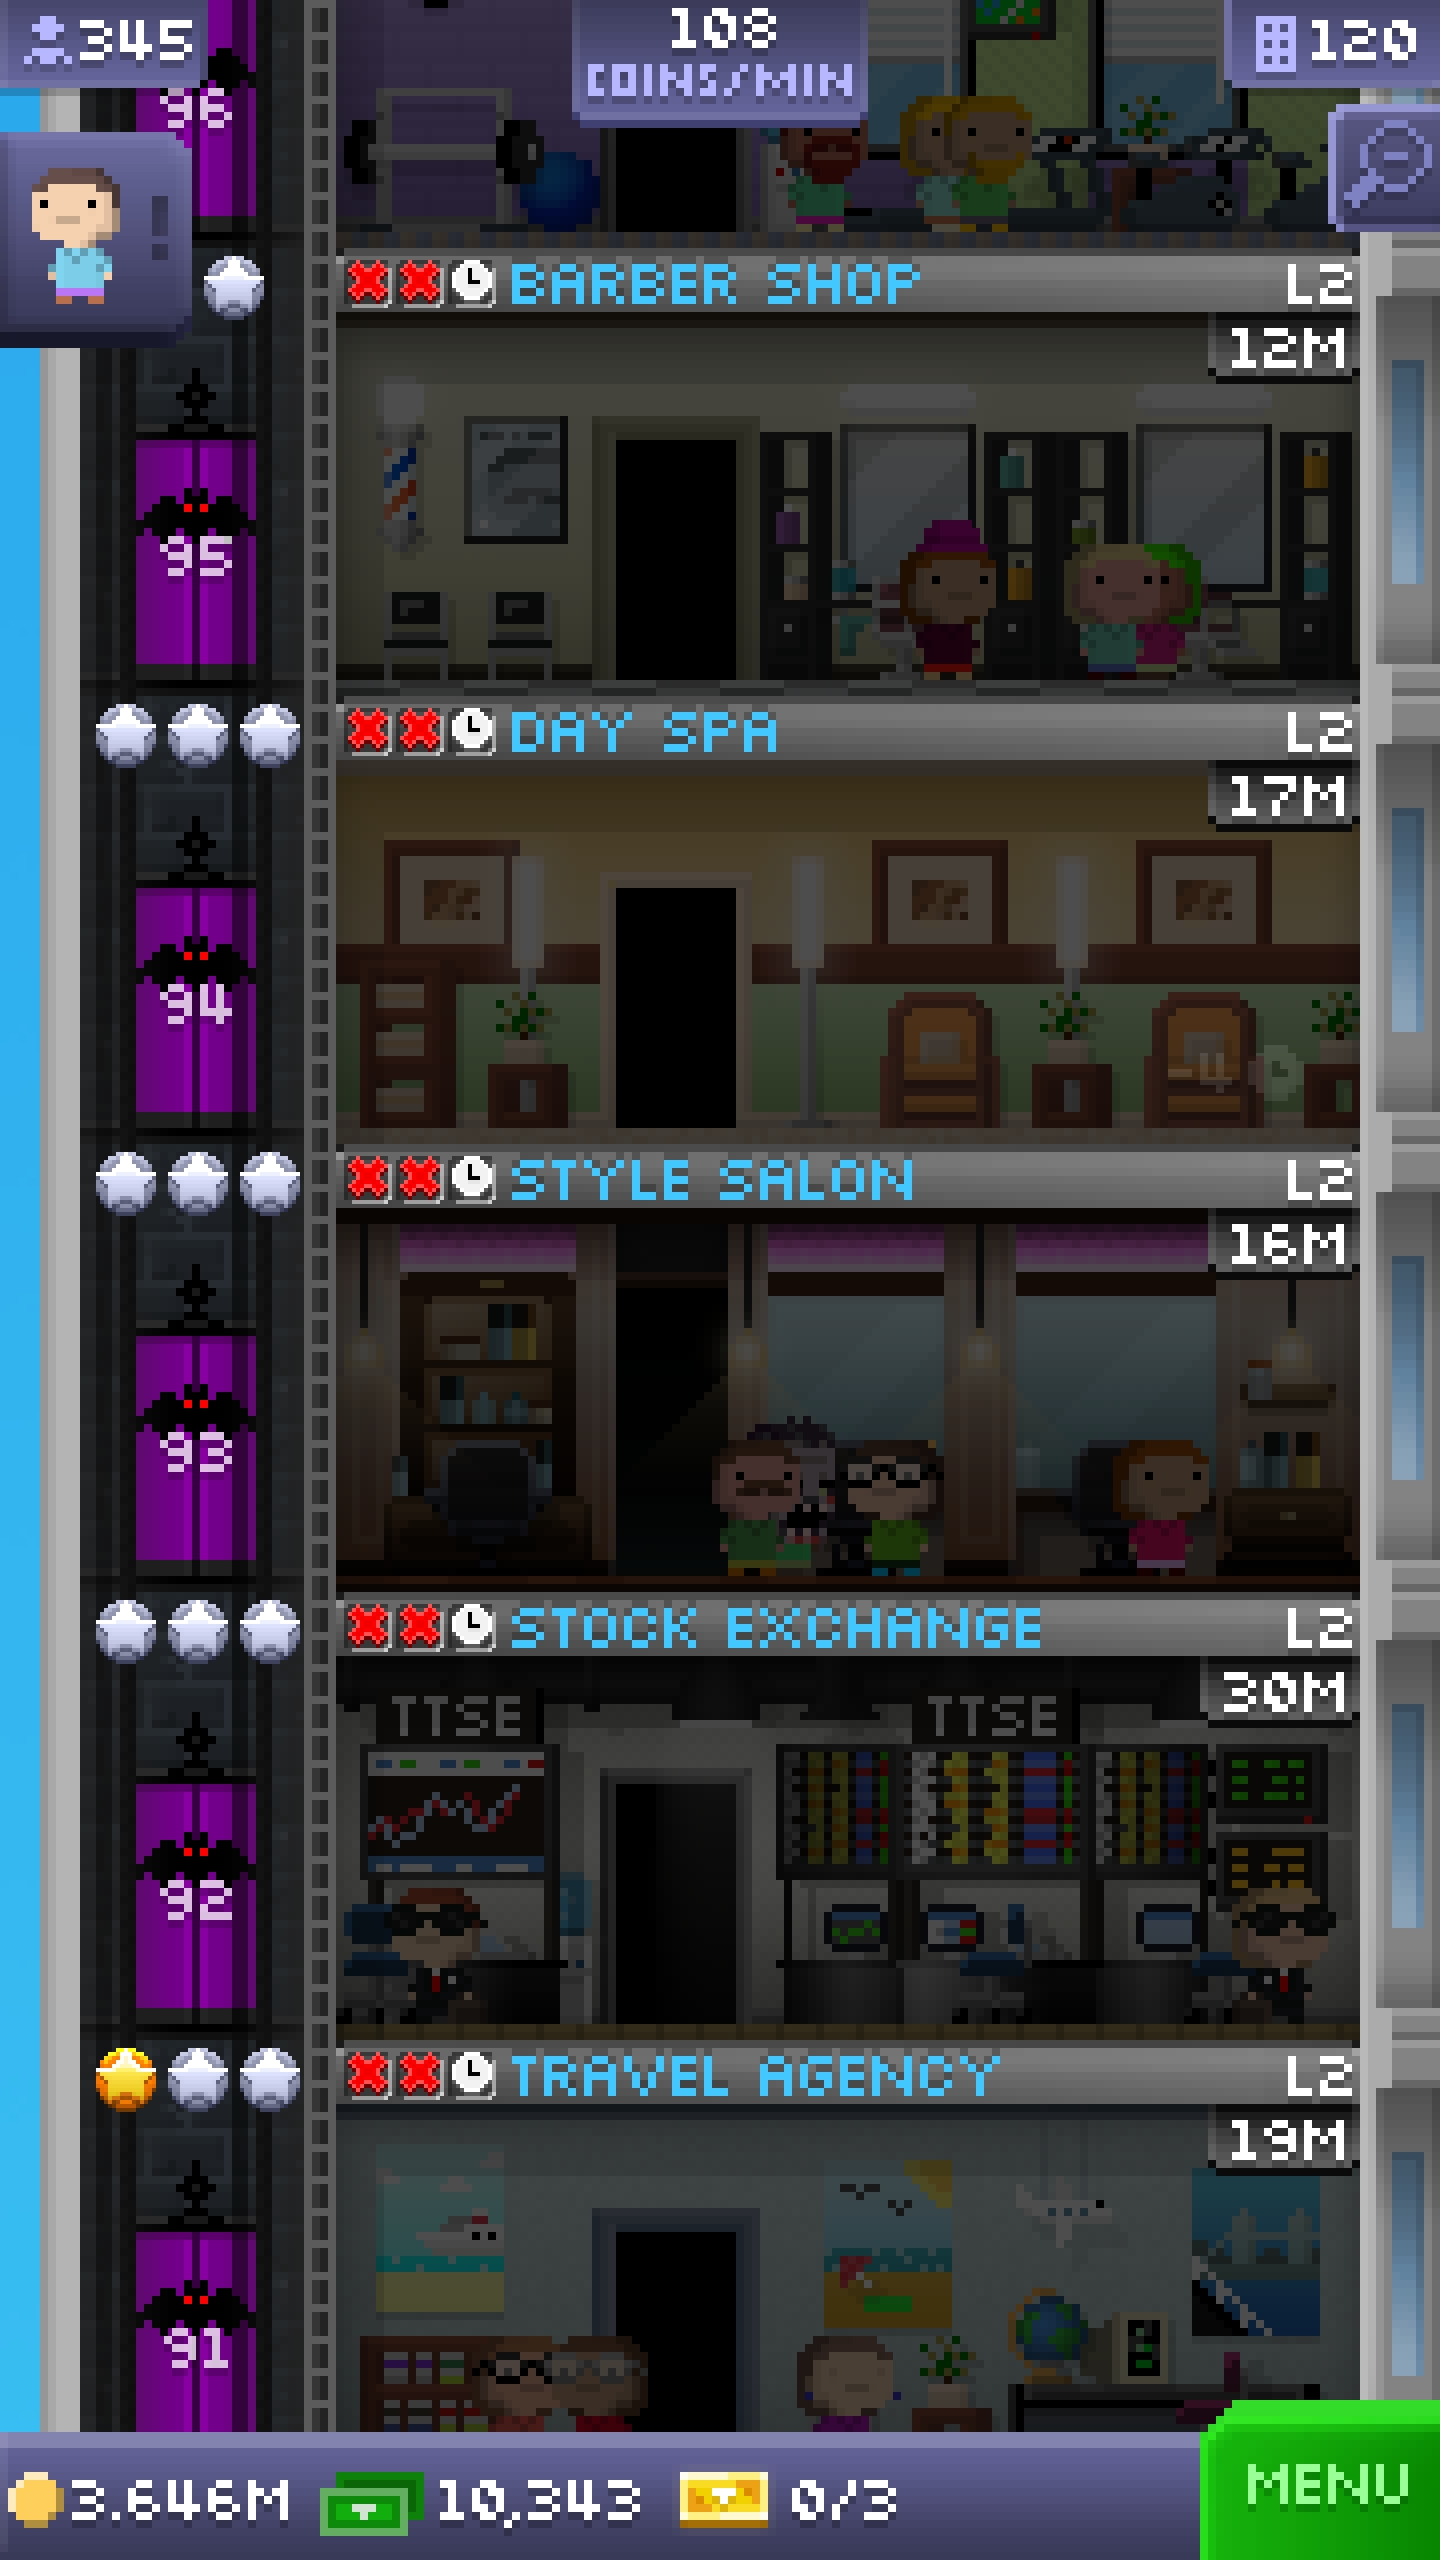 345
108
COINS/MIN
120
96
BARBER SHOP L2
12M
95
DAY SPA L2
17M
94
-4
STYLE SALON L2
16M
93
STOCK EXCHANGE L2
30M
TTSE TTSE
92
TRAVEL AGENCY L2
19M
91
3.646M 10,343 0/3
MENU